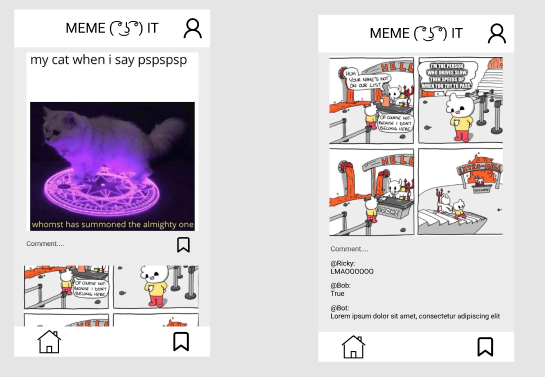 MEME ( ͡° ͜ʖ ͡°) IT
my cat when i say pspspsp
whomst has summoned the almighty one
Comment....
OF COURSE NOT.
BECAUSE I DON'T
BELONG HERE.
MEME ( ͡° ͜ʖ ͡°) IT
HELL
HUH
YOUR NAME'S NOT
ON OUR LIST
OF COURSE NOT.
BECAUSE I DON'T
BELONG HERE.
I'M THE PERSON
WHO DRIVES SLOW
THEN SPEEDS UP
WHEN YOU TRY TO PASS.
HELL
EXTRA-HELL
Comment....
@Ricky:
LMAOOOOOO
@Bob:
True
@Bot:
Lorem ipsum dolor sit amet, consectetur adipiscing elit